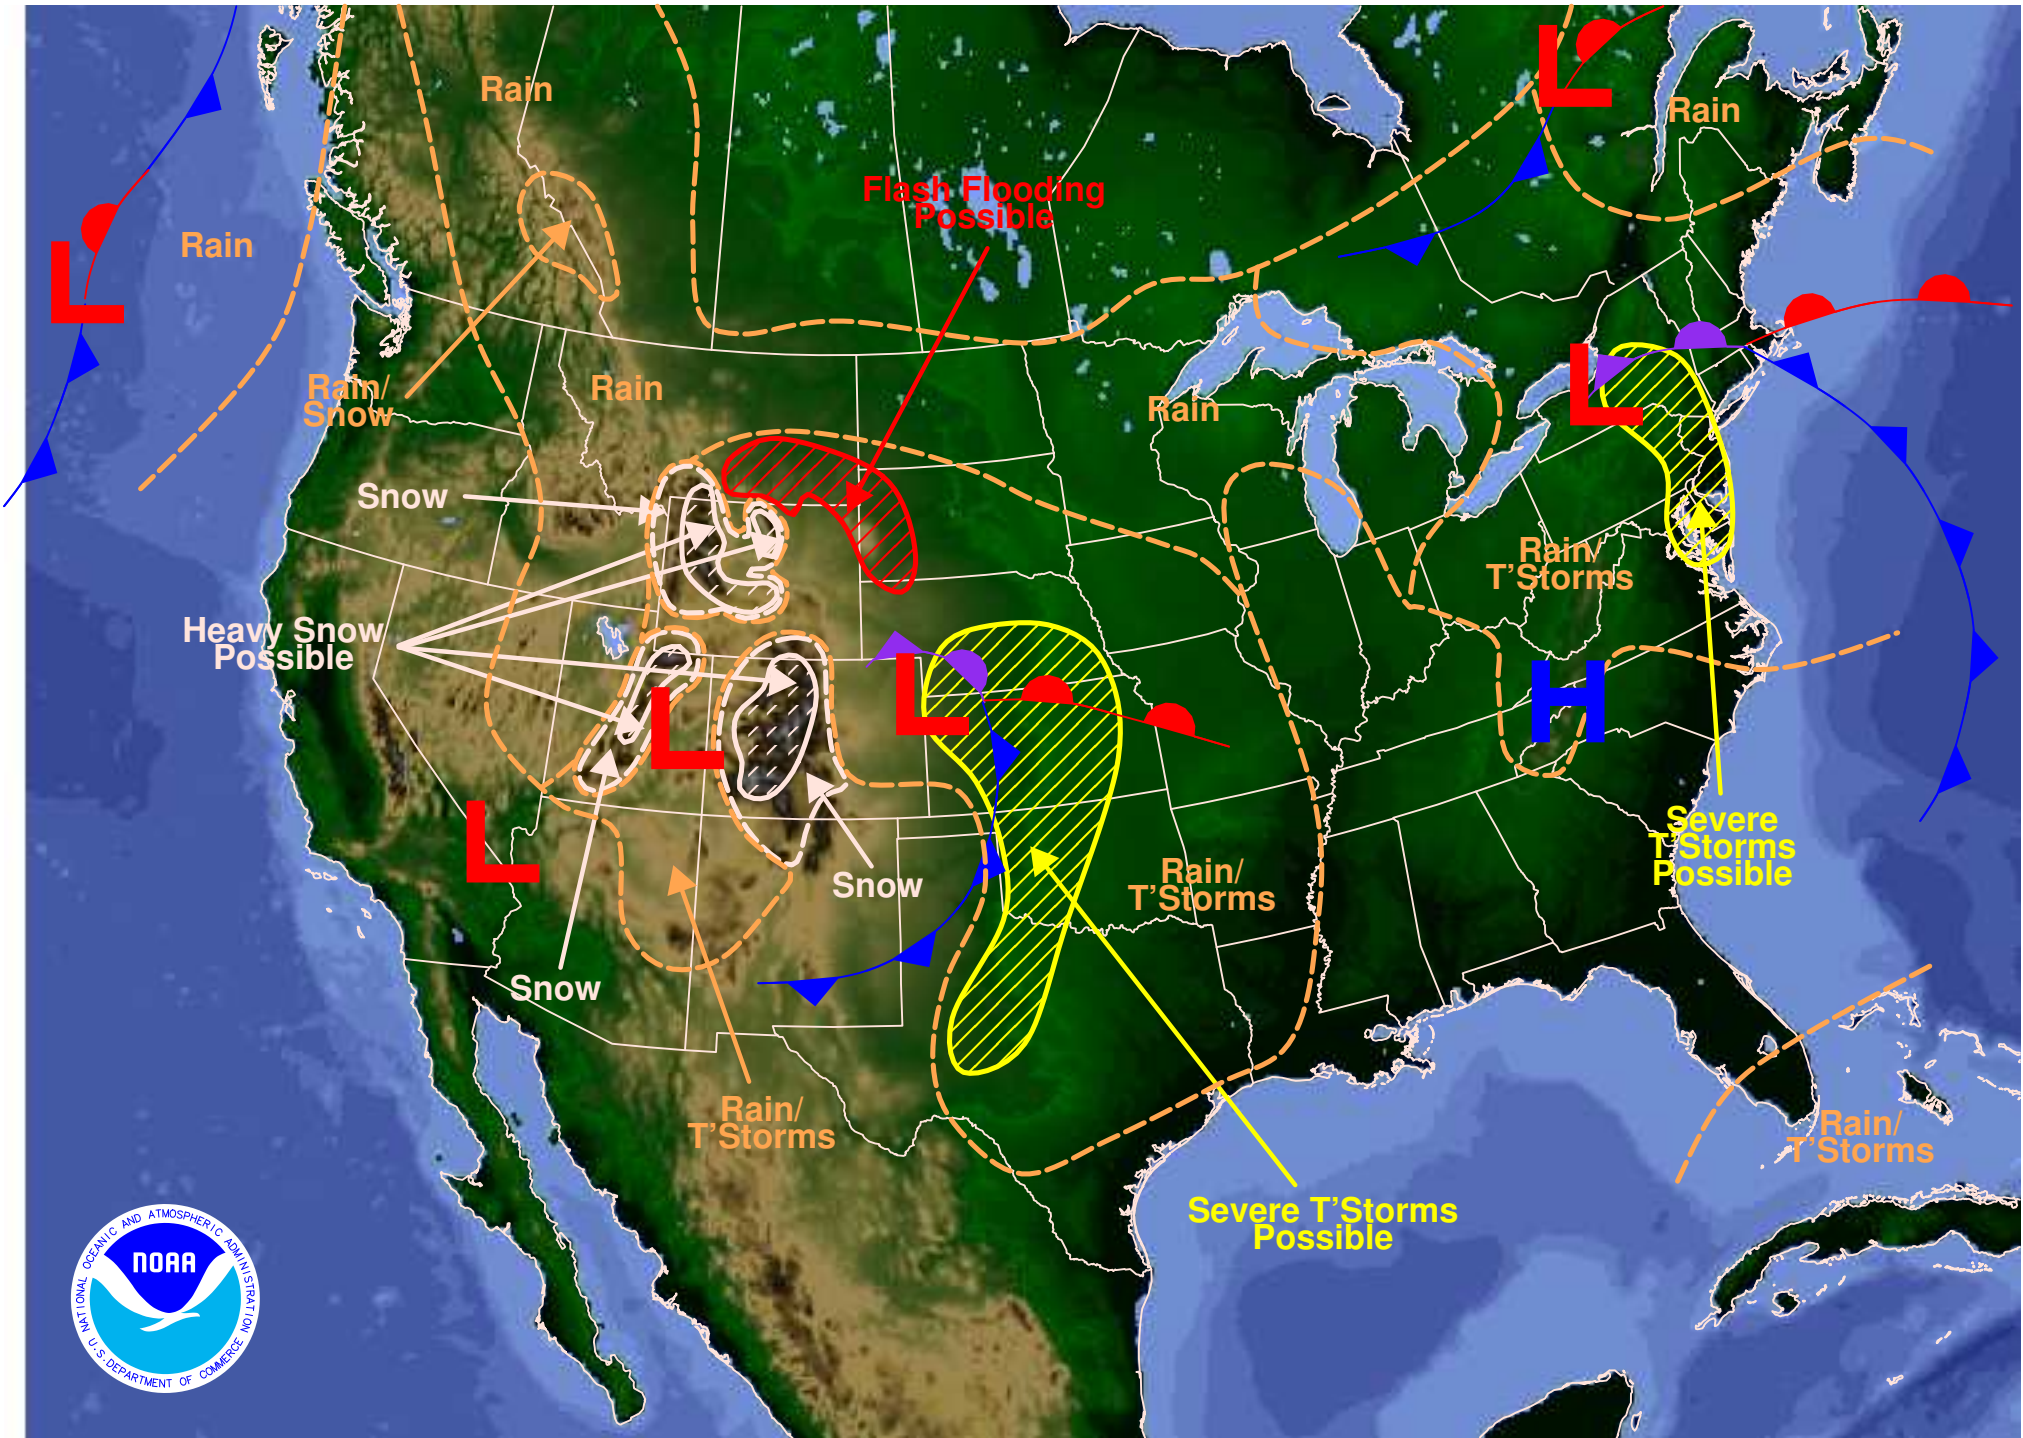 Rain
Rain
Flash Flooding
Possible
Rain
Rain/
Snow
Rain
Rain
Snow
Rain/
T'Storms
Heavy Snow
Possible
L
L
L
L
L
L
H
Severe
T'Storms
Possible
Rain/
T'Storms
Snow
Snow
Rain/
T'Storms
Rain/
T'Storms
Severe T'Storms
Possible
NATIONAL OCEANIC AND ATMOSPHERIC ADMINISTRATION
NOAA
U.S. DEPARTMENT OF COMMERCE